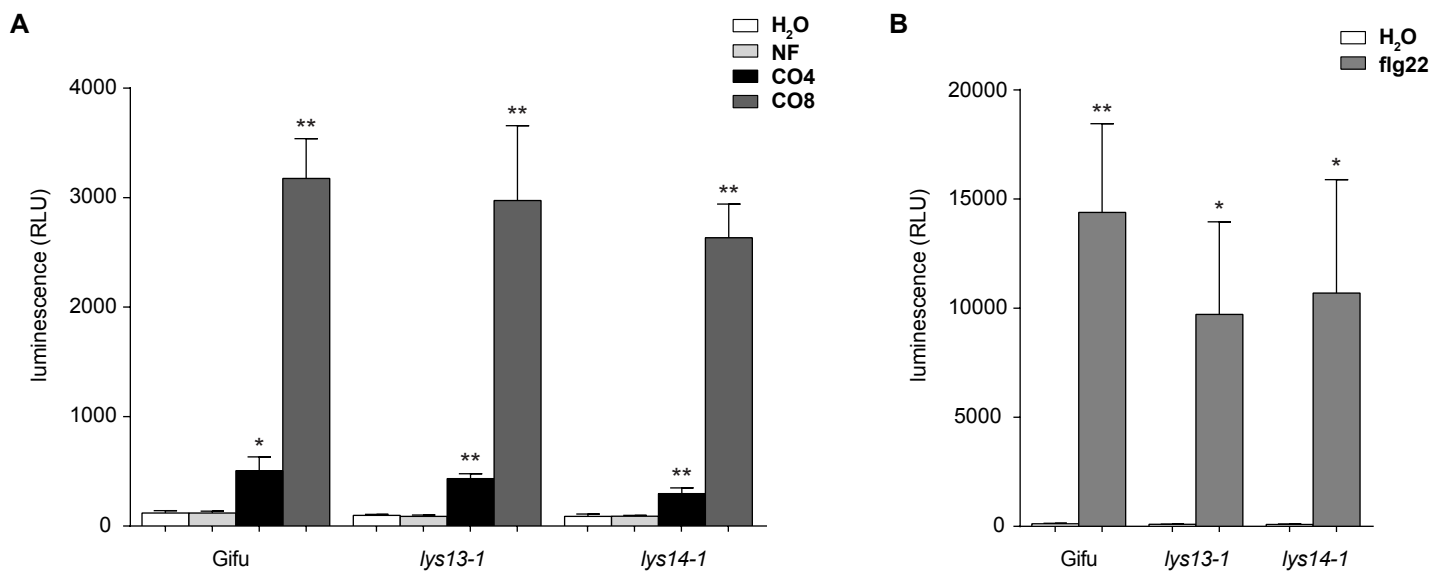 A
H₂O
NF
CO4
CO8
4000
3000
2000
1000
0
luminescence (RLU)
*
**
**
**
**
**
Gifu
lys13-1
lys14-1
B
H₂O
flg22
20000
15000
10000
5000
0
luminescence (RLU)
**
*
*
Gifu
lys13-1
lys14-1